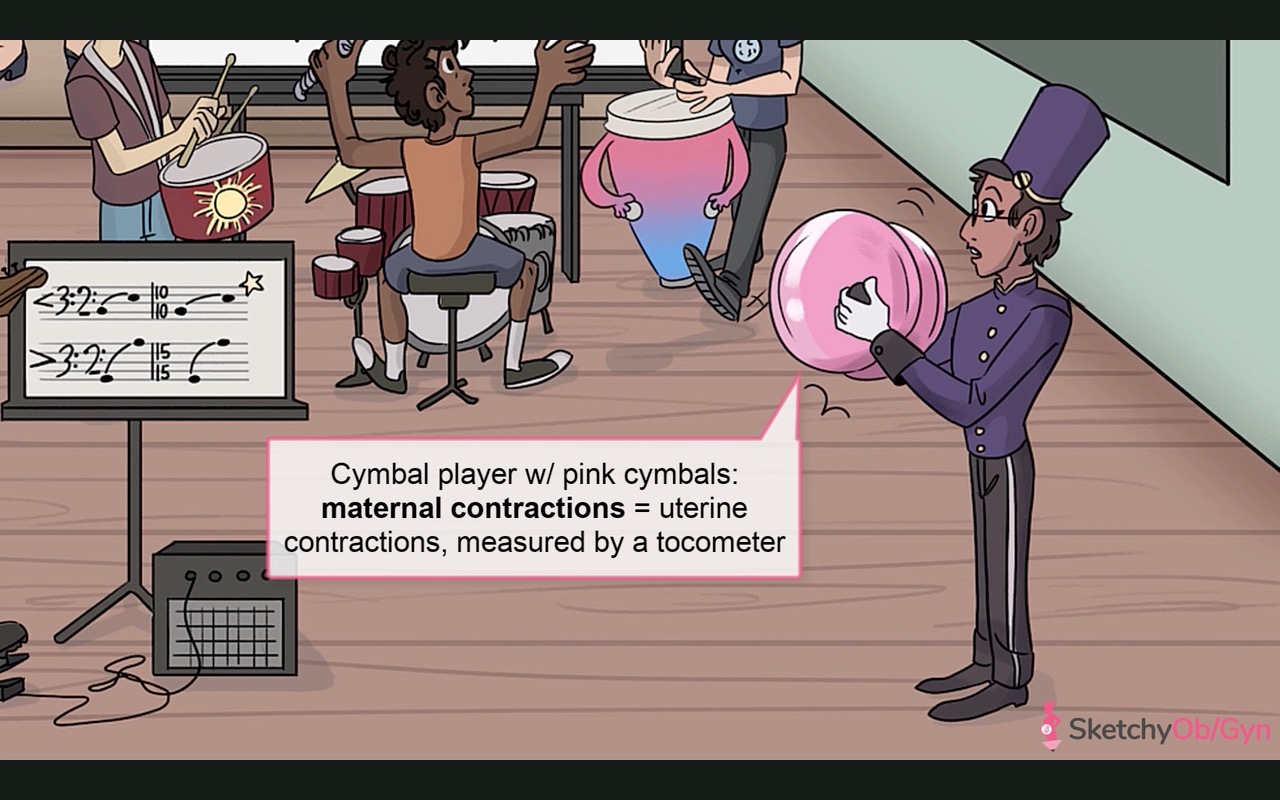 <3:2:
10
10
>3:2:
15
15
Cymbal player w/ pink cymbals:
maternal contractions = uterine
contractions, measured by a tocometer
SketchyOb/Gyn